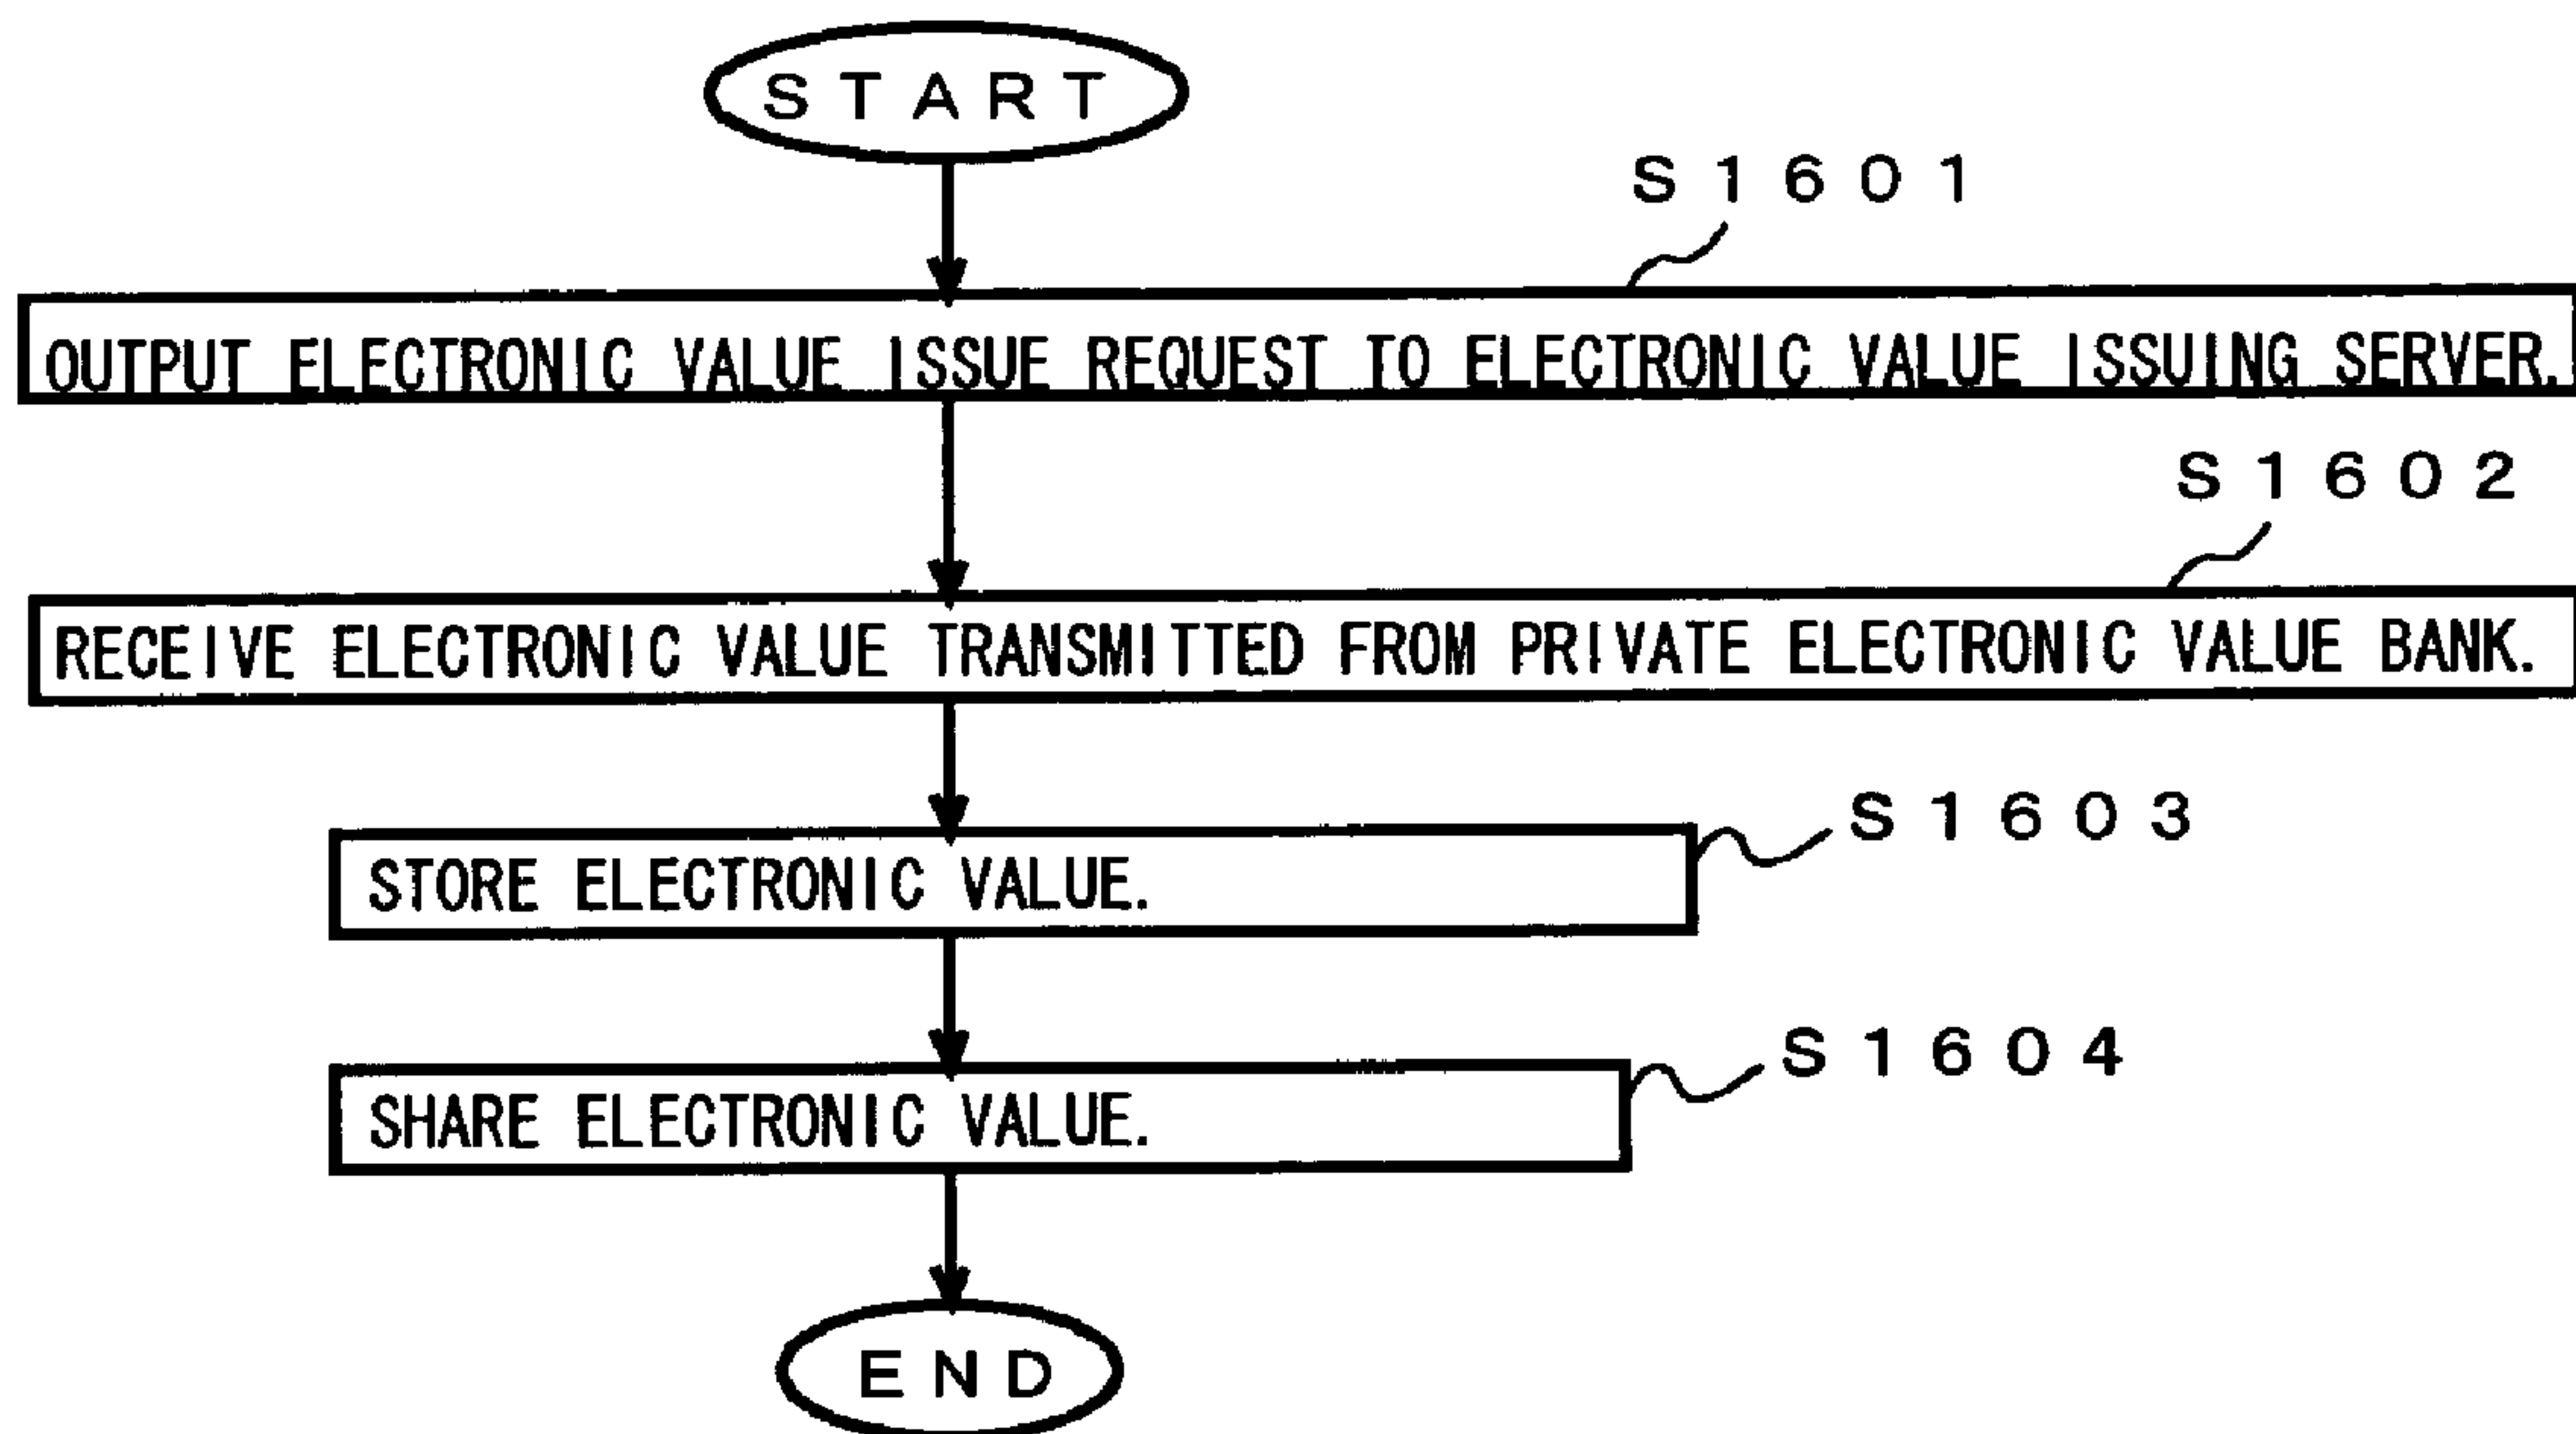 START
S1601
OUTPUT ELECTRONIC VALUE ISSUE REQUEST TO ELECTRONIC VALUE ISSUING SERVER.
S1602
RECEIVE ELECTRONIC VALUE TRANSMITTED FROM PRIVATE ELECTRONIC VALUE BANK.
S1603
STORE ELECTRONIC VALUE.
S1604
SHARE ELECTRONIC VALUE.
END